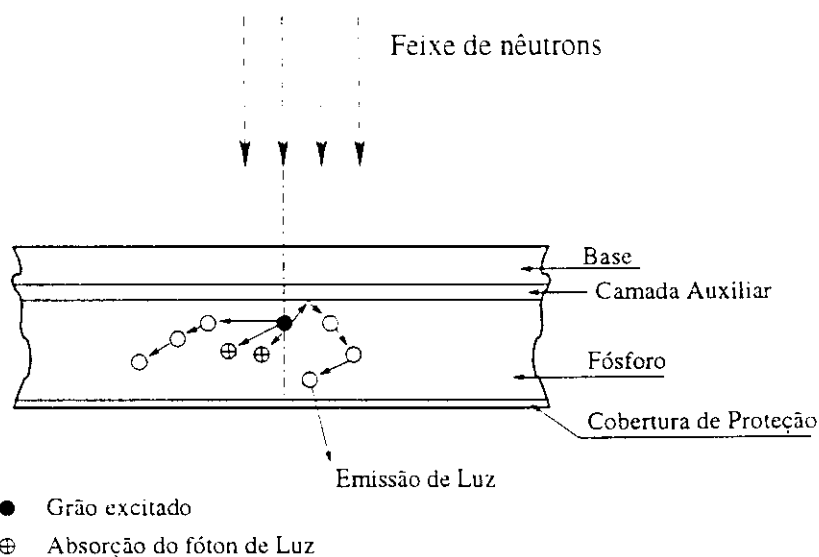 Feixe de nêutrons
Base
Camada Auxiliar
Fósforo
Cobertura de Proteção
Emissão de Luz
Grão excitado
Absorção do fóton de Luz